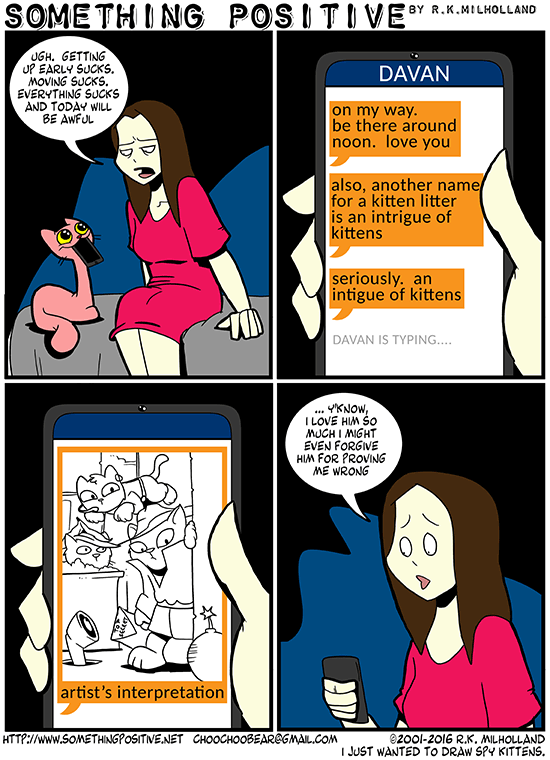 SOMETHING POSITIVE BY R.K.MILHOLLAND
UGH. GETTING
UP EARLY SUCKS.
MOVING SUCKS.
EVERYTHING SUCKS
AND TODAY WILL
BE AWFUL
DAVAN
on my way.
be there around
noon. love you
also, another name
for a kitten litter
is an intrigue of
kittens
seriously. an
intigue of kittens
DAVAN IS TYPING....
TOP
SECRET
artist's interpretation
... Y'KNOW,
I LOVE HIM SO
MUCH I MIGHT
EVEN FORGIVE
HIM FOR PROVING
ME WRONG
HTTP://WWW.SOMETHINGPOSITIVE.NET CHOOCHOOBEAR@GMAIL.COM ©2001-2016 R.K. MILHOLLAND
I JUST WANTED TO DRAW SPY KITTENS.